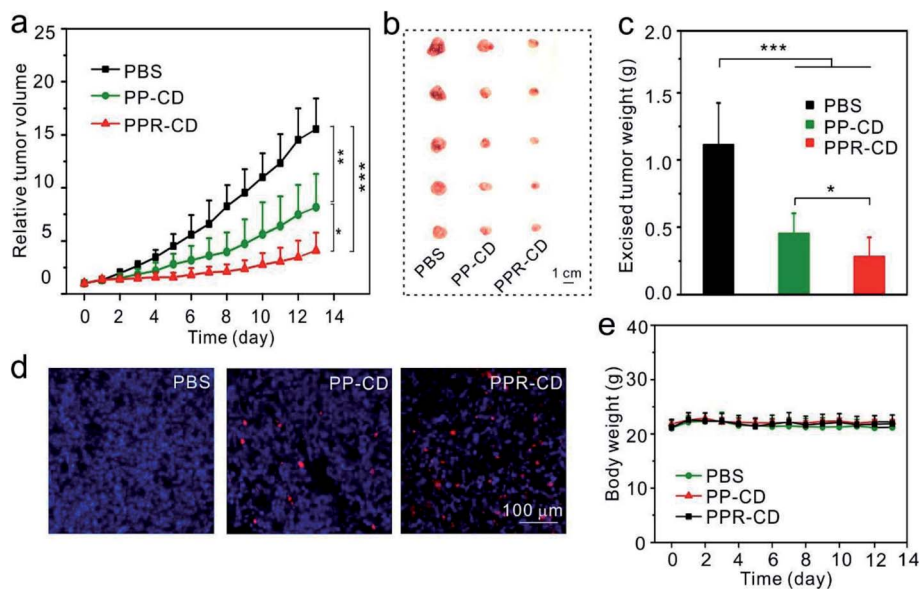 a
25
20
15
10
5
0
Relative tumor volume
PBS
PP-CD
PPR-CD
**
***
*
0 2 4 6 8 10 12 14
Time (day)
b
PBS
PP-CD
PPR-CD
1 cm
c
2.0
1.5
1.0
0.5
0.0
Excised tumor weight (g)
***
PBS
PP-CD
PPR-CD
*
d
PBS
PP-CD
PPR-CD
100 μm
e
40
30
20
10
0
Body weight (g)
PBS
PP-CD
PPR-CD
0 2 4 6 8 10 12 14
Time (day)